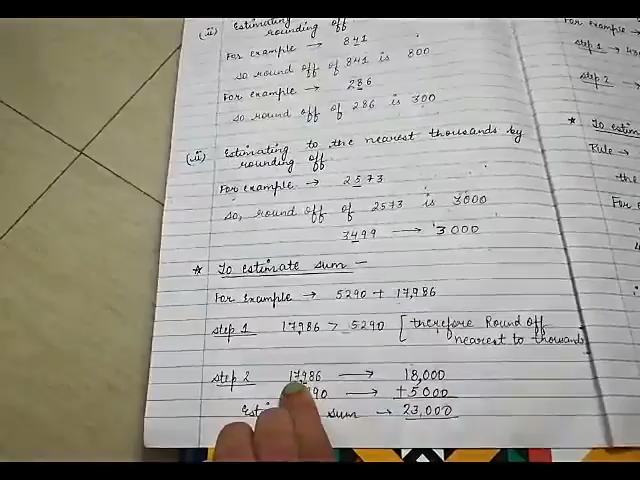 (ii) Estimating
rounding off
For example → 841
so round off of 841 is 800
For example → 286
so round off of 286 is 300
(iii) Estimating to the nearest thousands by
rounding off
For example → 2573
so, round off of 2573 is 3000
3499 → 3000
* To estimate sum -
For Example → 5290 + 17,986
step 1 17,986 > 5290 [therefore Round off
nearest to thousands
step 2 17986 → 18,000
290 → +5000
sum → 23,000
For example →
step 1 →
step 2 →
* To
Rule →
the
For